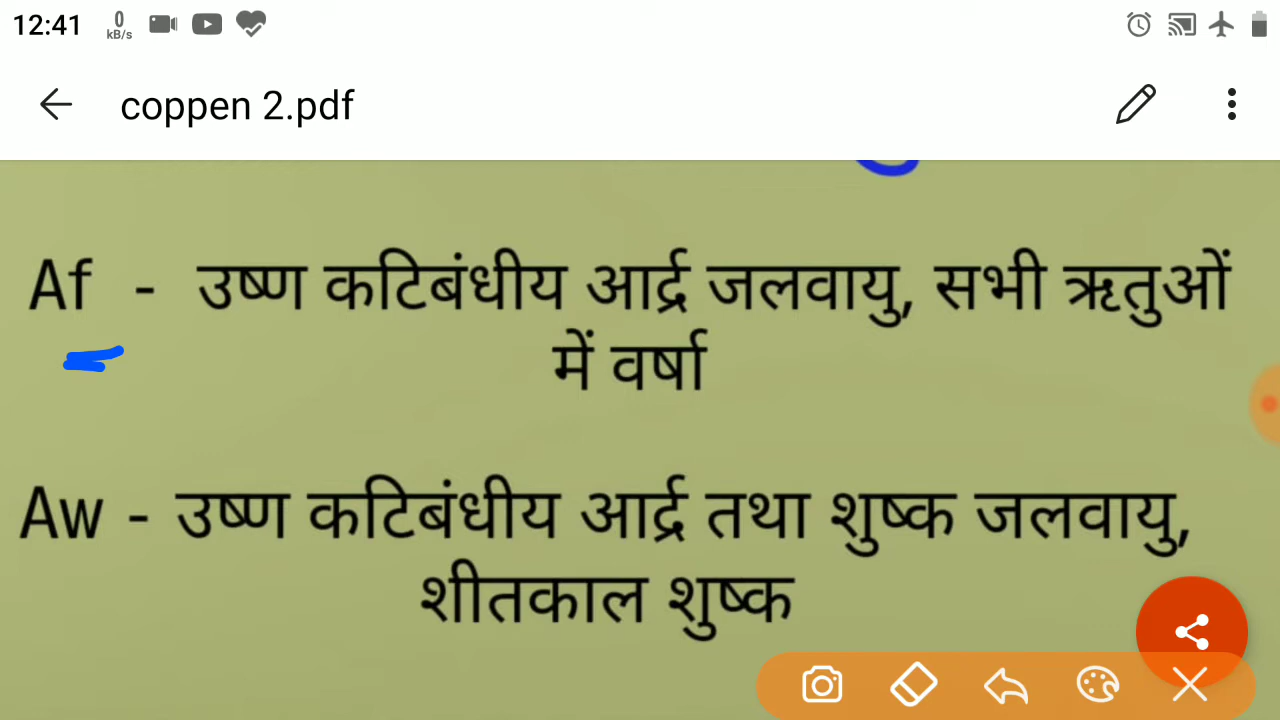 12:41
0
kB/s
coppen 2.pdf
Af - उष्ण कटिबंधीय आर्द्र जलवायु, सभी ऋतुओं
में वर्षा
Aw - उष्ण कटिबंधीय आर्द्र तथा शुष्क जलवायु,
शीतकाल शुष्क